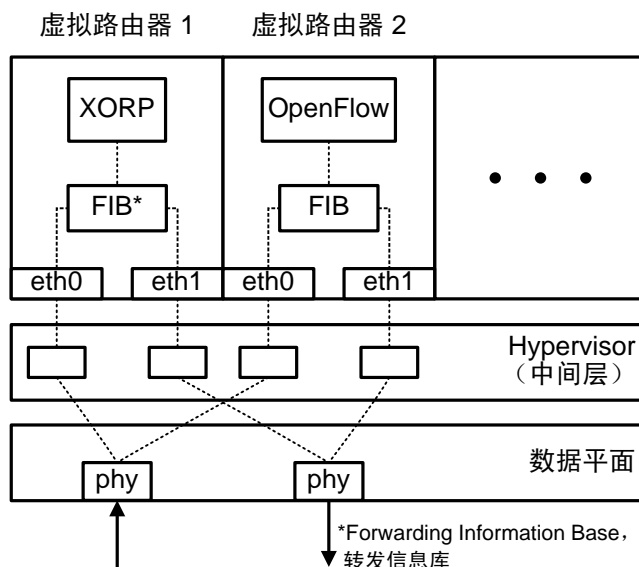 虚拟路由器 1
虚拟路由器 2
XORP
OpenFlow
FIB*
FIB
eth0
eth1
eth0
eth1
Hypervisor
（中间层）
数据平面
phy
phy
*Forwarding Information Base，
转发信息库